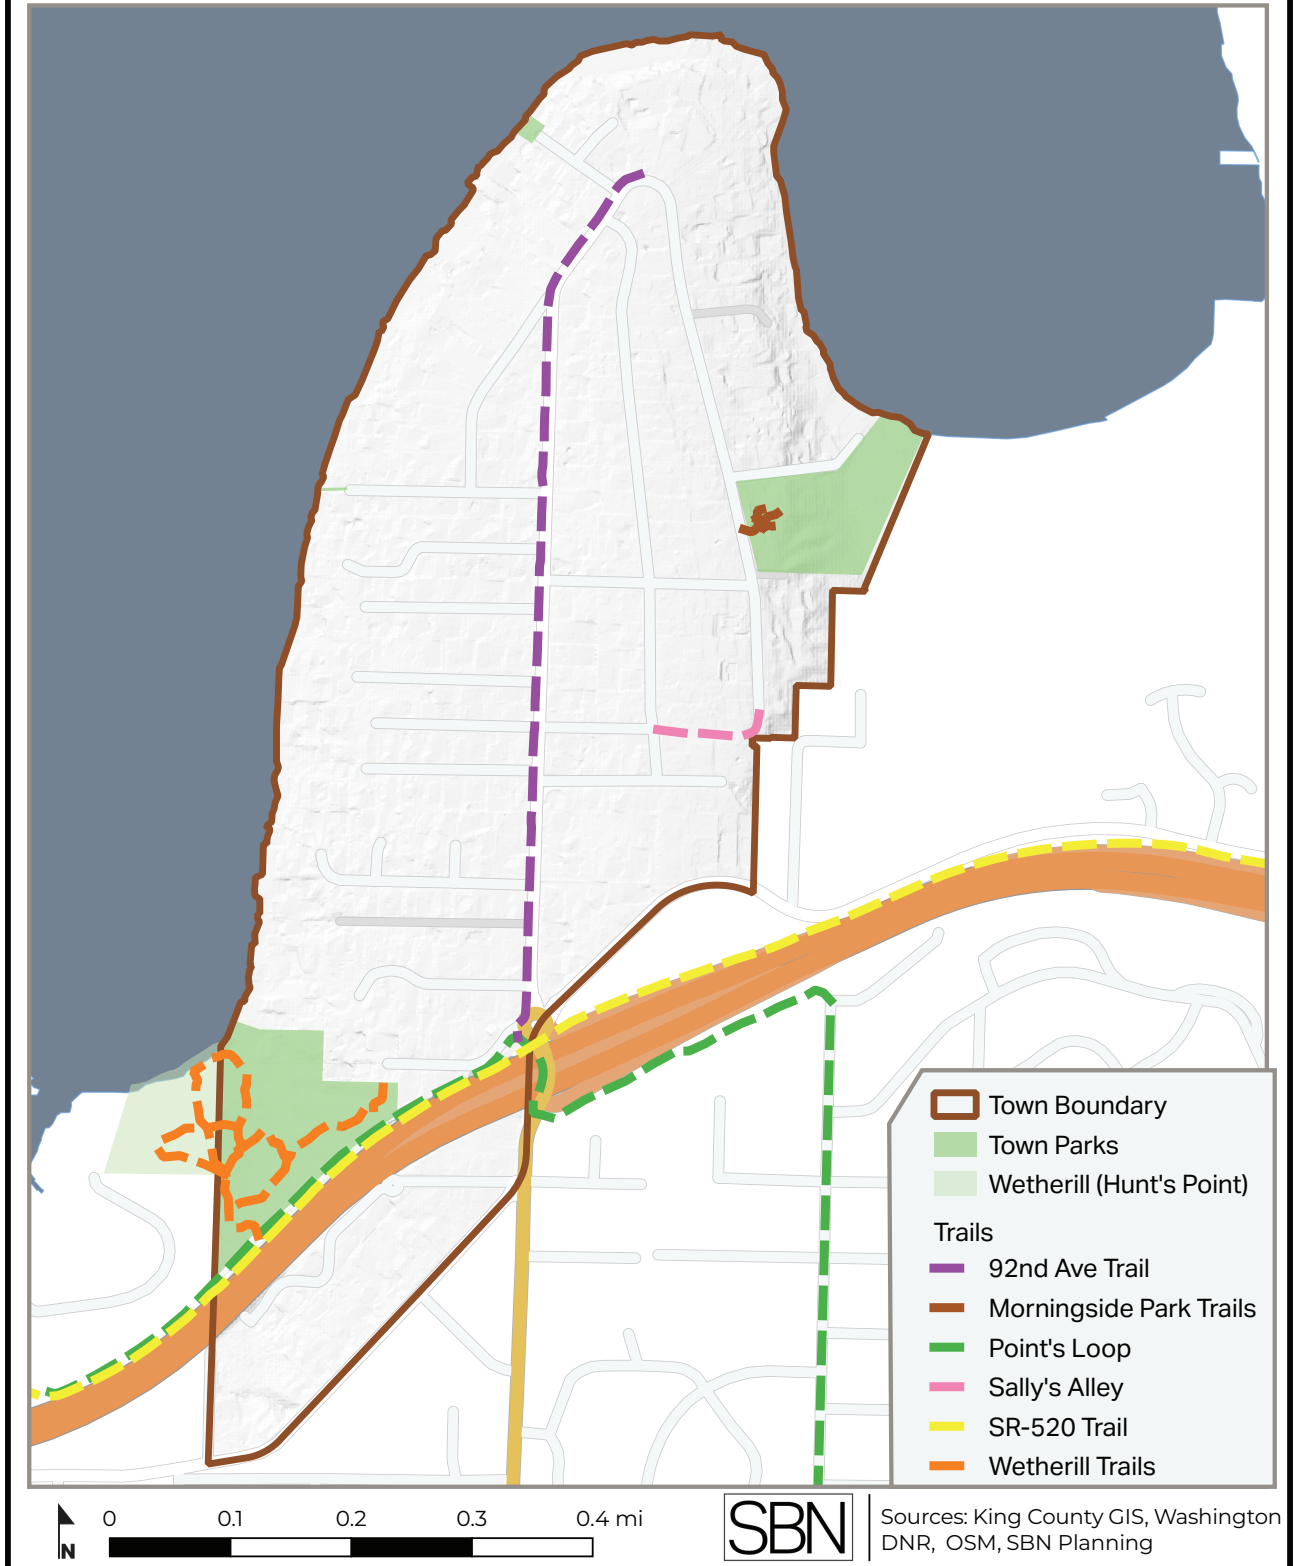 Town Boundary
Town Parks
Wetherill (Hunt's Point)
Trails
92nd Ave Trail
Morningside Park Trails
Point's Loop
Sally's Alley
SR-520 Trail
Wetherill Trails
N
0 0.1 0.2 0.3 0.4 mi
SBN
Sources: King County GIS, Washington
DNR, OSM, SBN Planning